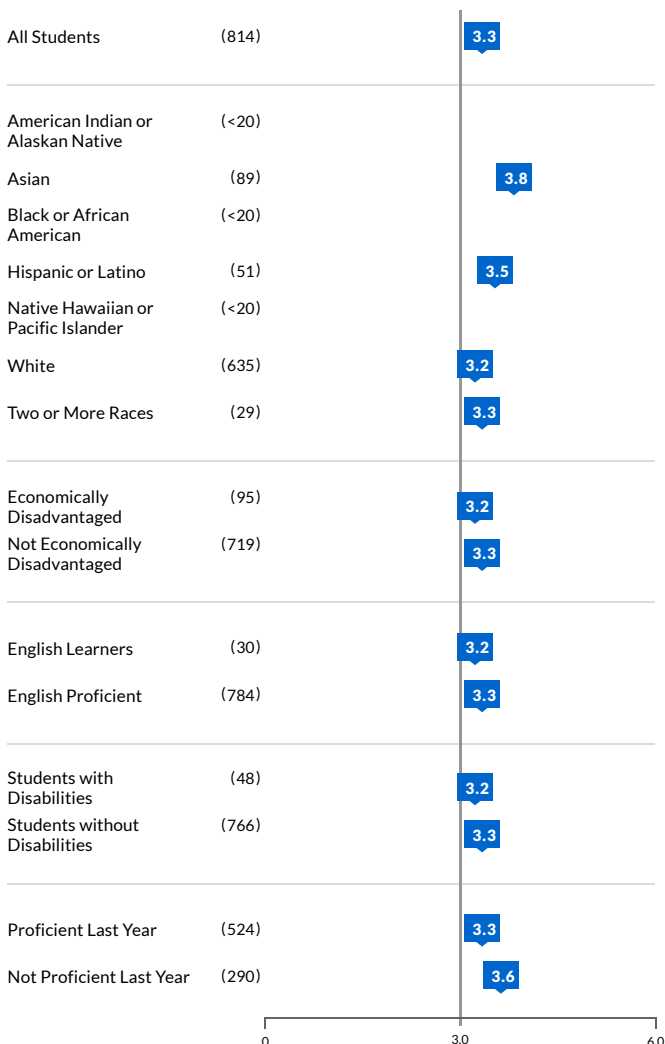 All Students (814) 3.3
American Indian or (<20)
Alaskan Native
Asian (89) 3.8
Black or African (<20)
American
Hispanic or Latino (51) 3.5
Native Hawaiian or (<20)
Pacific Islander
White (635) 3.2
Two or More Races (29) 3.3
Economically (95) 3.2
Disadvantaged
Not Economically (719) 3.3
Disadvantaged
English Learners (30) 3.2
English Proficient (784) 3.3
Students with (48) 3.2
Disabilities
Students without (766) 3.3
Disabilities
Proficient Last Year (524) 3.3
Not Proficient Last Year (290) 3.6
0 3.0 6.0